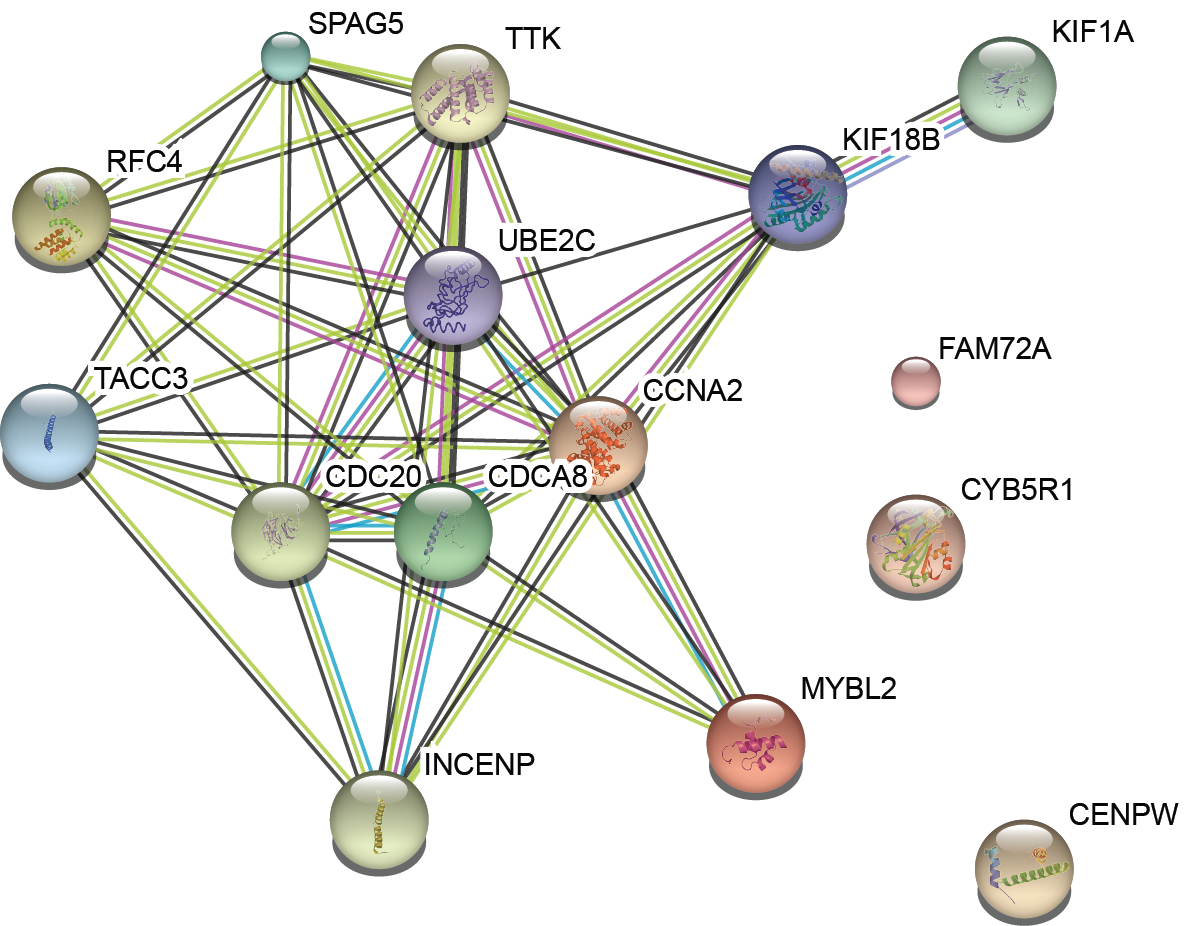 SPAG5
TTK
KIF1A
KIF18B
RFC4
UBE2C
FAM72A
TACC3
CCNA2
CDC20
CDCA8
CYB5R1
MYBL2
INCENP
CENPW